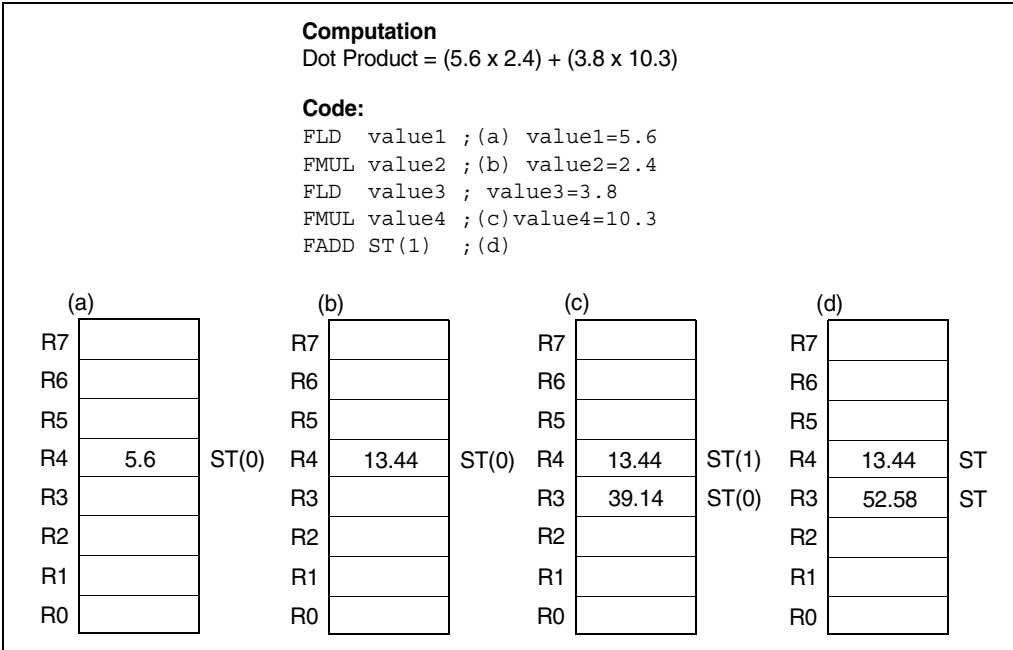 Computation
Dot Product = (5.6 x 2.4) + (3.8 x 10.3)
Code:
FLD value1 ;(a) value1=5.6
FMUL value2 ;(b) value2=2.4
FLD value3 ; value3=3.8
FMUL value4 ;(c)value4=10.3
FADD ST(1) ;(d)
(a) (b) (c) (d)
R7 R7 R7 R7
R6 R6 R6 R6
R5 R5 R5 R5
R4 5.6 ST(0) R4 13.44 ST(0) R4 13.44 ST(1) R4 13.44 ST
R3 R3 R3 39.14 ST(0) R3 52.58 ST
R2 R2 R2 R2
R1 R1 R1 R1
R0 R0 R0 R0